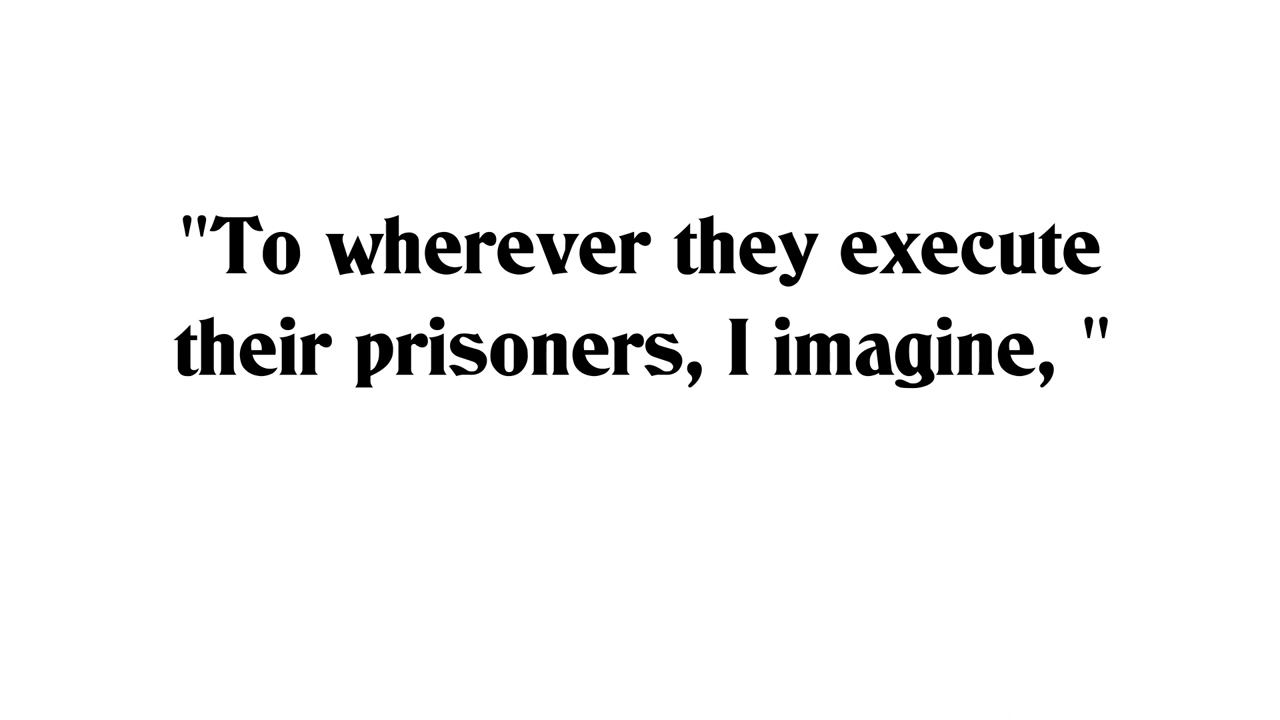 "To wherever they execute
their prisoners, I imagine, "